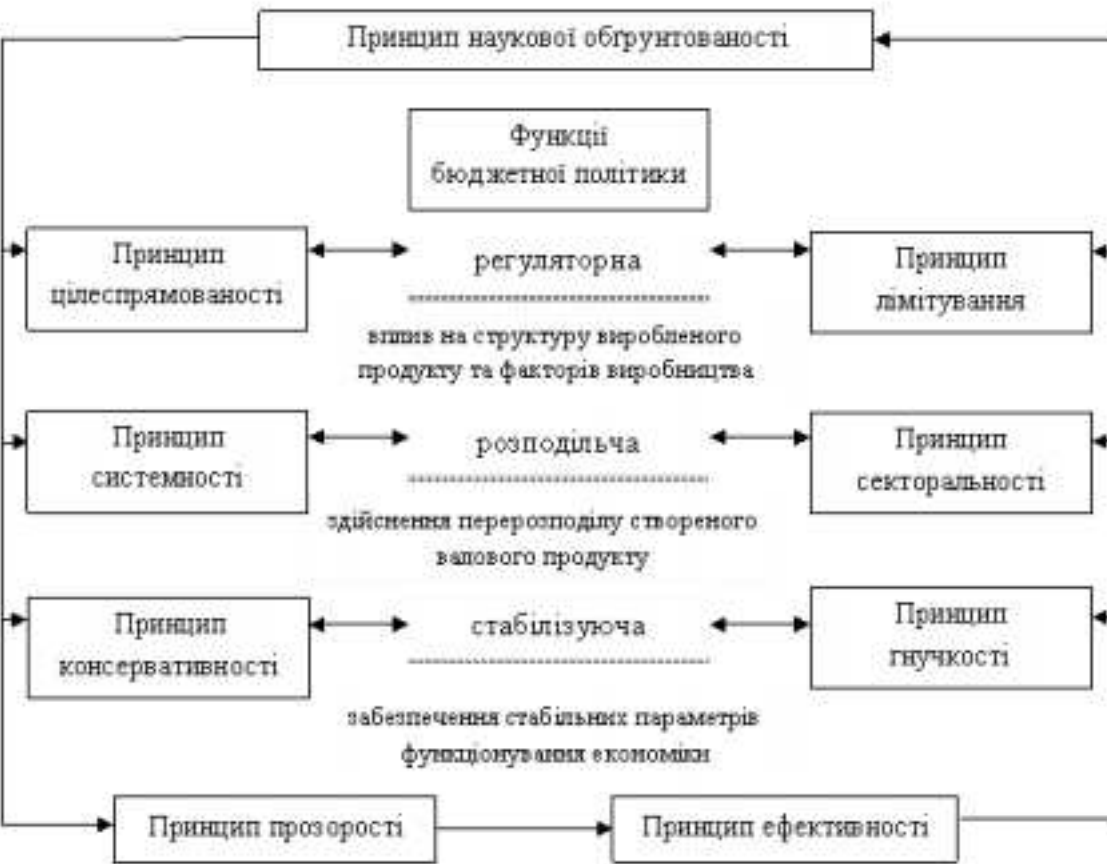 Принцип наукової обґрунтованості
Функції
бюджетної політики
Принцип
цілеспрямованості
регуляторна
Принцип
лімітування
вплив на структуру виробленого
продукту та факторів виробництва
Принцип
системності
розподільча
Принцип
секторальності
здійснення перерозподілу створеного
валового продукту
Принцип
консервативності
стабілізуюча
Принцип
гнучкості
забезпечення стабільних параметрів
функціонування економіки
Принцип прозорості
Принцип ефективності